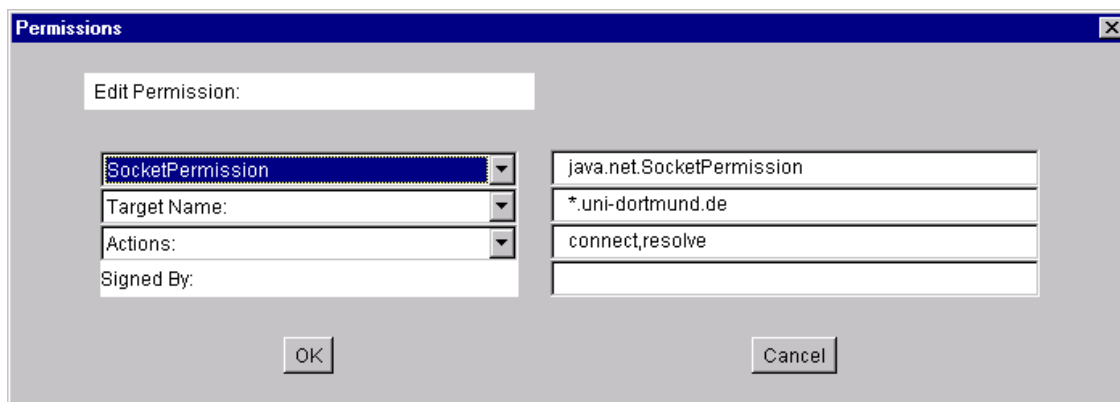 Permissions
Edit Permission:
SocketPermission java.net.SocketPermission
Target Name: *.uni-dortmund.de
Actions: connect,resolve
Signed By:
OK Cancel